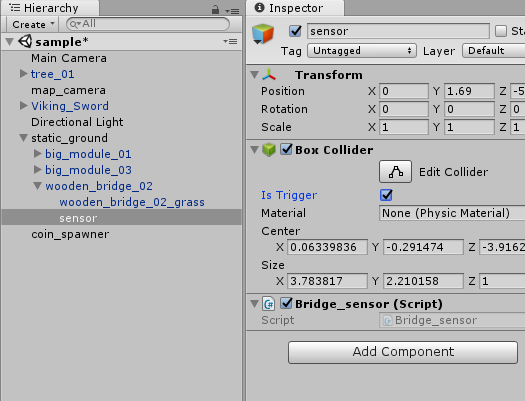 Hierarchy
Create All
sample*
Main Camera
tree_01
map_camera
Viking_Sword
Directional Light
static_ground
big_module_01
big_module_03
wooden_bridge_02
wooden_bridge_02_grass
sensor
coin_spawner
Inspector
sensor Sta
Tag Untagged Layer Default
Transform
Position X 0 Y 1.69 Z -5
Rotation X 0 Y 0 Z 0
Scale X 1 Y 1 Z 1
Box Collider
Edit Collider
Is Trigger
Material None (Physic Material)
Center
X 0.06339836 Y -0.291474 Z -3.9162
Size
X 3.783817 Y 2.210158 Z 1
Bridge_sensor (Script)
Script Bridge_sensor
Add Component